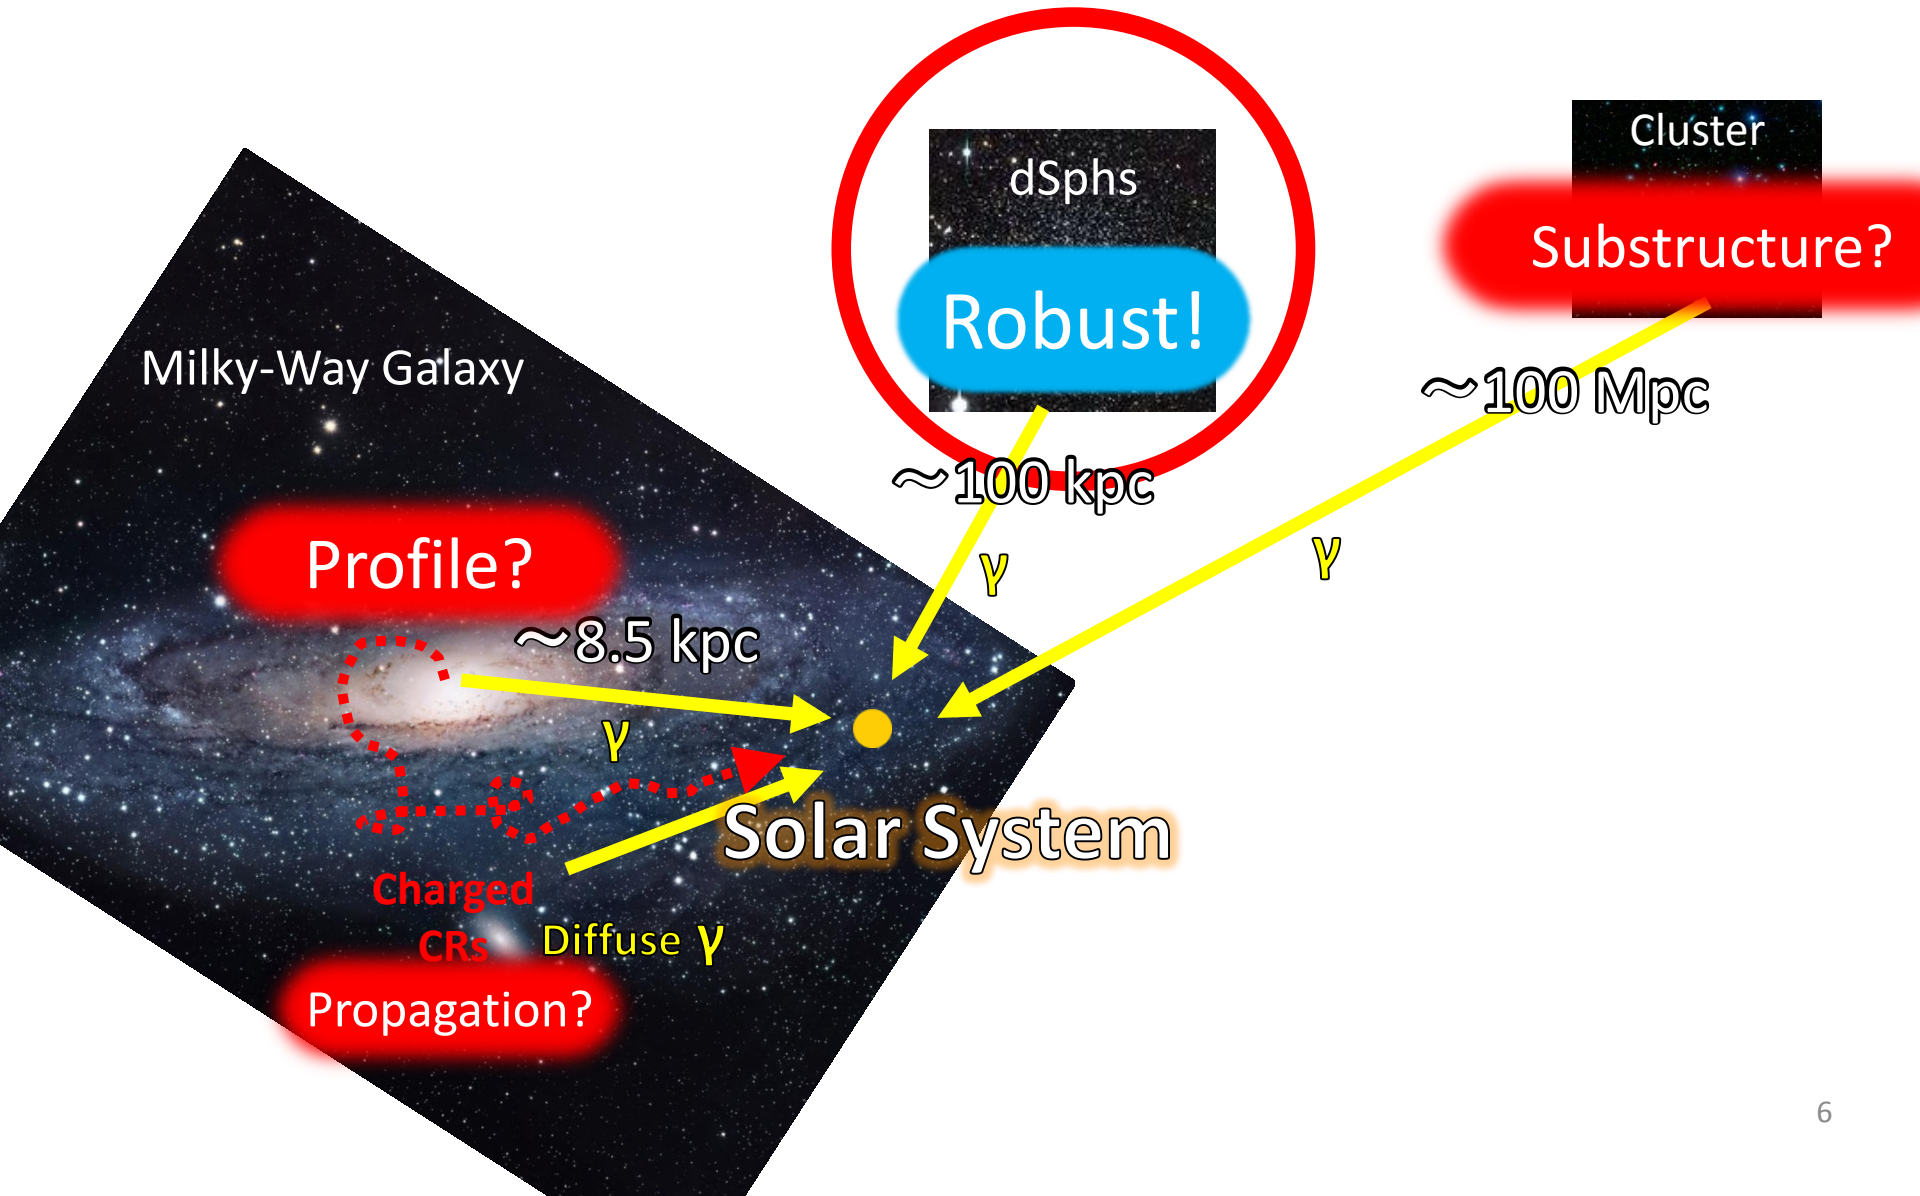 dSphs
Robust!
Cluster
Substructure?
Milky-Way Galaxy
~100 Mpc
~100 kpc
Profile?
γ
γ
~8.5 kpc
γ
Solar System
Charged
CRs
Diffuse γ
Propagation?
6